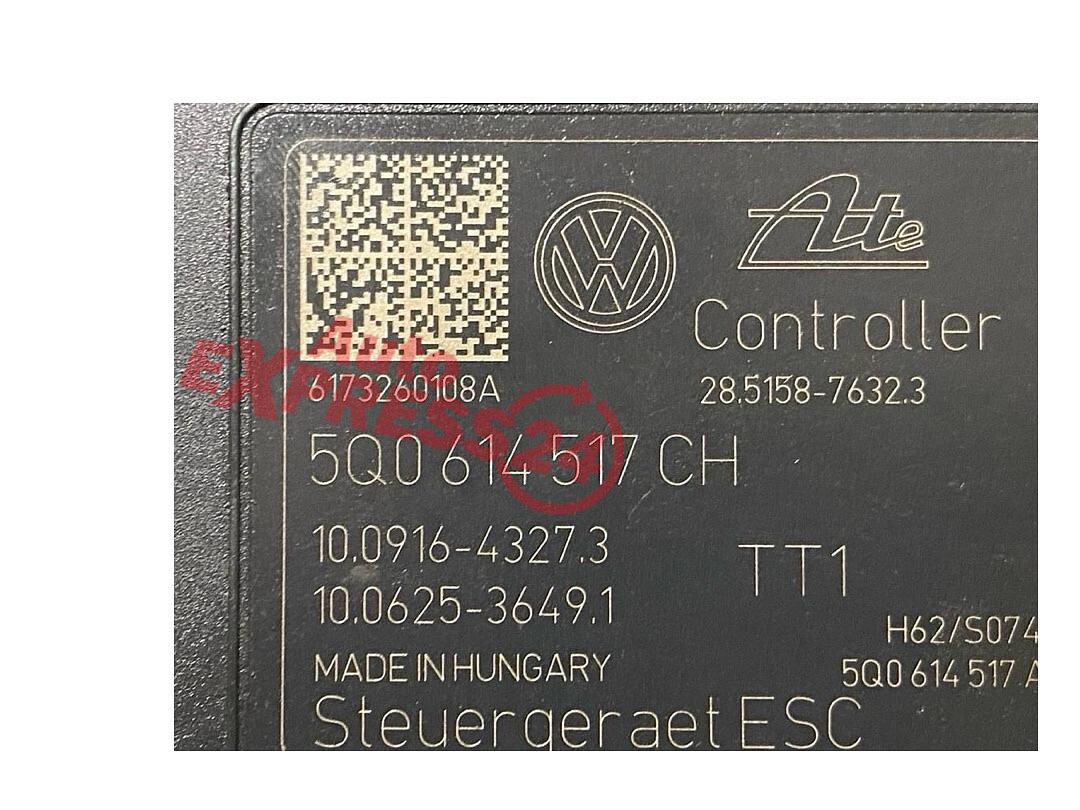 Ate
Controller
6173260108A
28.5158-7632.3
Auto
EXPRESS24
5Q0 614 517 CH
10.0916-4327.3
TT1
10.0625-3649.1
H62/S074
MADE IN HUNGARY
5Q0 614 517 A
Steuergeraet ESC